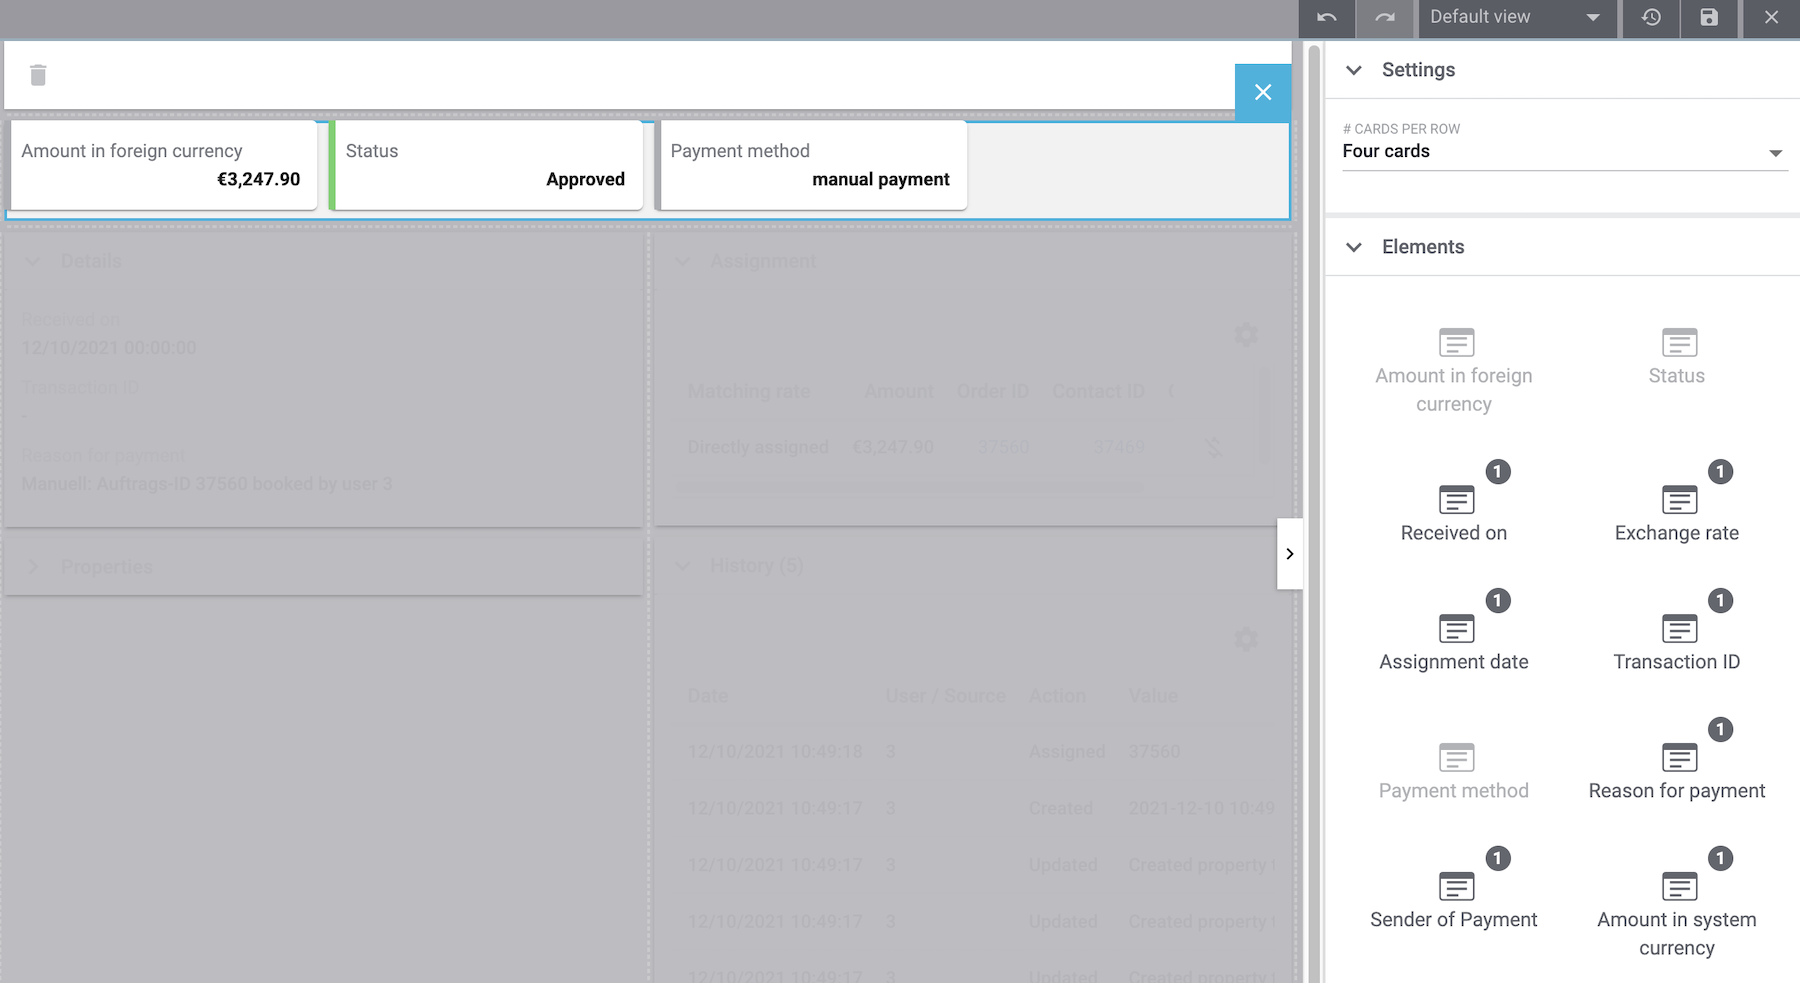 Default view
Settings
# CARDS PER ROW
Four cards
Amount in foreign currency
€3,247.90
Status
Approved
Payment method
manual payment
Elements
Details
Received on
12/10/2021 00:00:00
Transaction ID
-
Reason for payment
Manuell: Auftrags-ID 37560 booked by user 3
Properties
Assignment
Matching rate Amount Order ID Contact ID
Directly assigned €3,247.90 37560 37469
History (5)
Date User / Source Action Value
12/10/2021 10:49:18 3 Assigned 37560
12/10/2021 10:49:17 3 Created 2021-12-10 10:49
12/10/2021 10:49:17 3 Updated Created property
12/10/2021 10:49:17 3 Updated Created property
12/10/2021 10:49:17 3 Updated Created property
Amount in foreign
currency
Status
1
Received on
1
Exchange rate
1
Assignment date
1
Transaction ID
Payment method
1
Reason for payment
1
Sender of Payment
1
Amount in system
currency